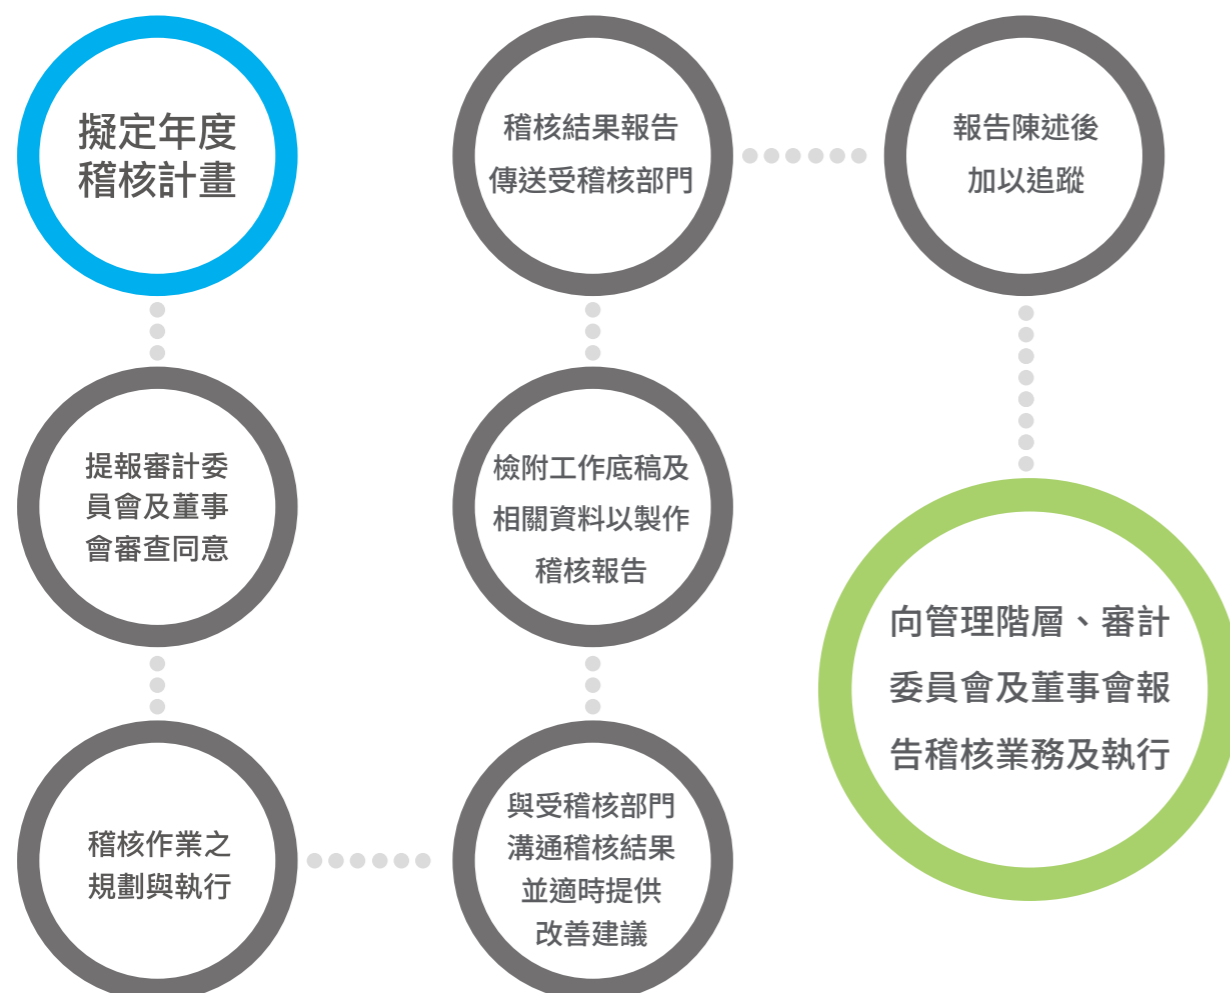 擬定年度
稽核計畫
提報審計委
員會及董事
會審查同意
稽核作業之
規劃與執行
與受稽核部門
溝通稽核結果
並適時提供
改善建議
檢附工作底稿及
相關資料以製作
稽核報告
稽核結果報告
傳送受稽核部門
報告陳述後
加以追蹤
向管理階層、審計
委員會及董事會報
告稽核業務及執行